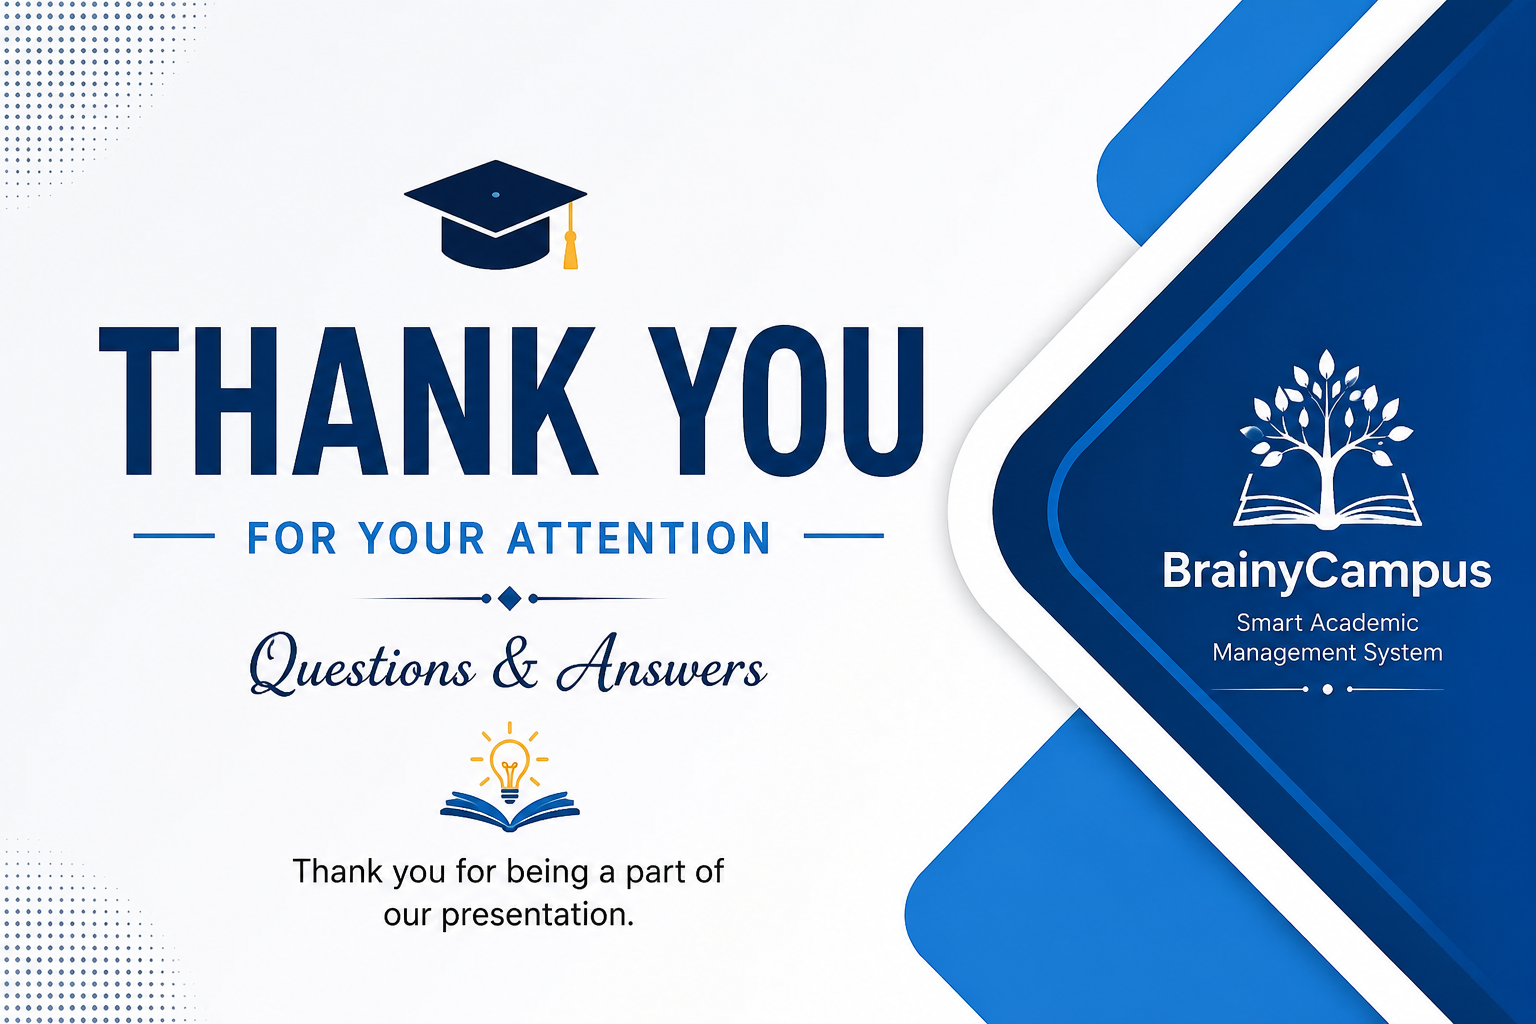 THANK YOU
FOR YOUR ATTENTION
Questions & Answers
Thank you for being a part of
our presentation.
BrainyCampus
Smart Academic
Management System